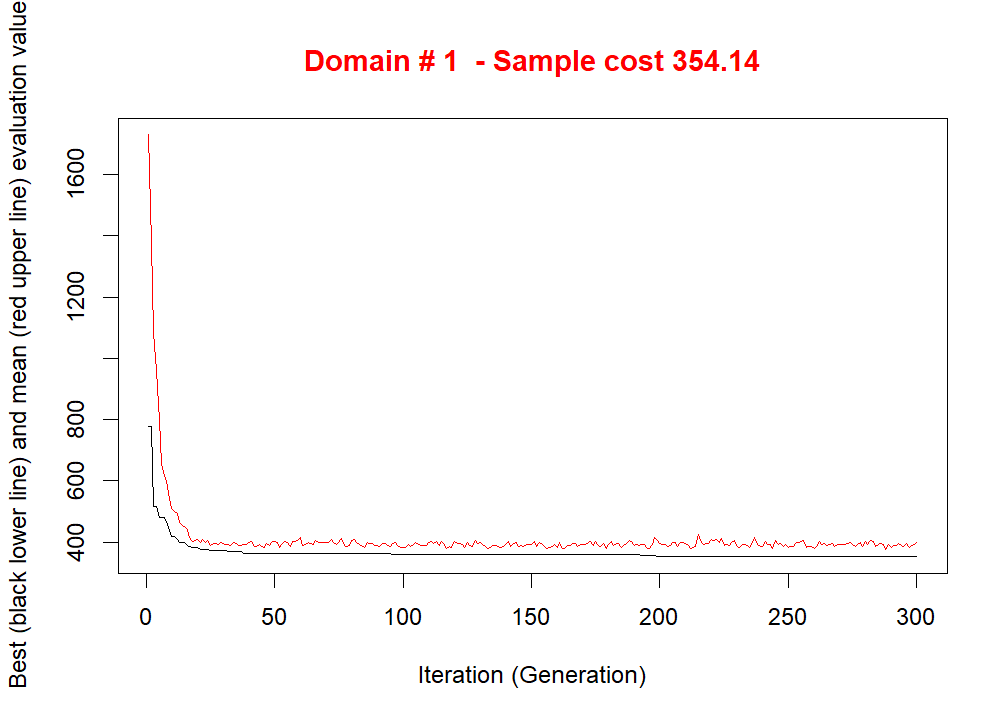 Domain # 1  - Sample cost 354.14
Best (black lower line) and mean (red upper line) evaluation value
1600
1200
800
600
400
0 50 100 150 200 250 300
Iteration (Generation)